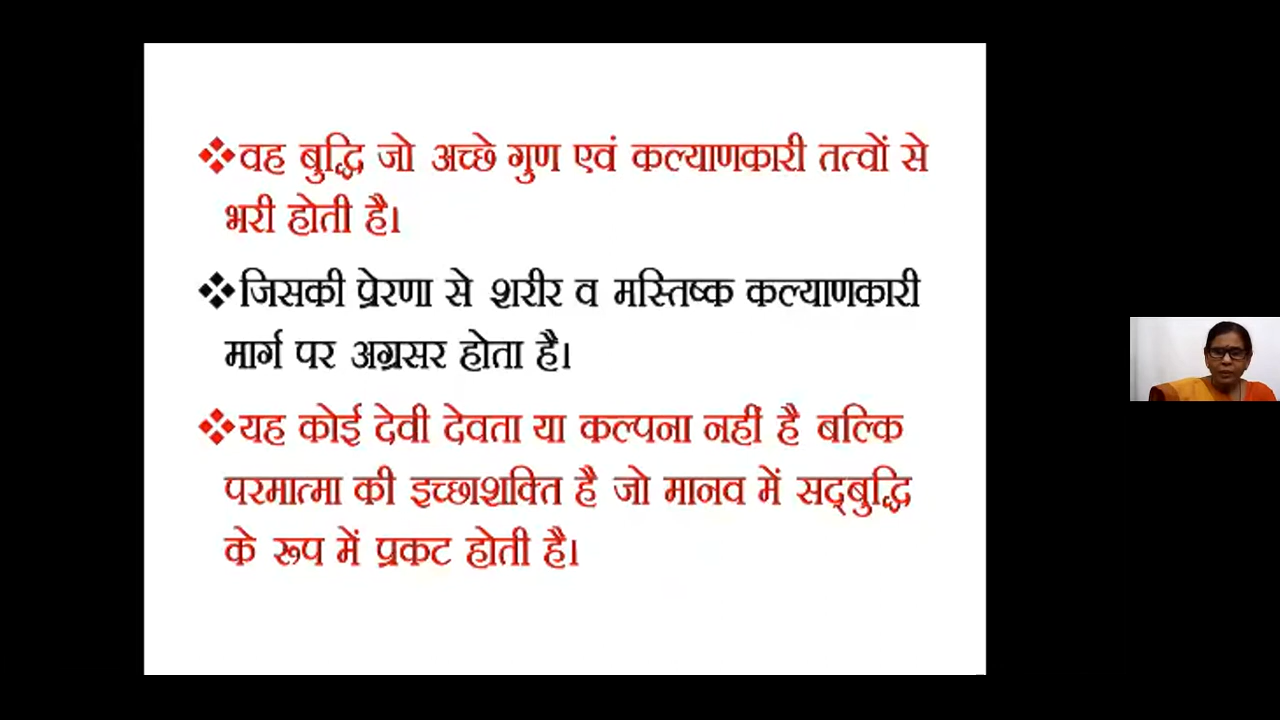 ❖वह बुद्धि जो अच्छे गुण एवं कल्याणकारी तत्वों से
भरी होती है।
❖जिसकी प्रेरणा से शरीर व मस्तिष्क कल्याणकारी
मार्ग पर अग्रसर होता है।
❖यह कोई देवी देवता या कल्पना नहीं है बल्कि
परमात्मा की इच्छाशक्ति है जो मानव में सद्‌बुद्धि
के रूप में प्रकट होती है।